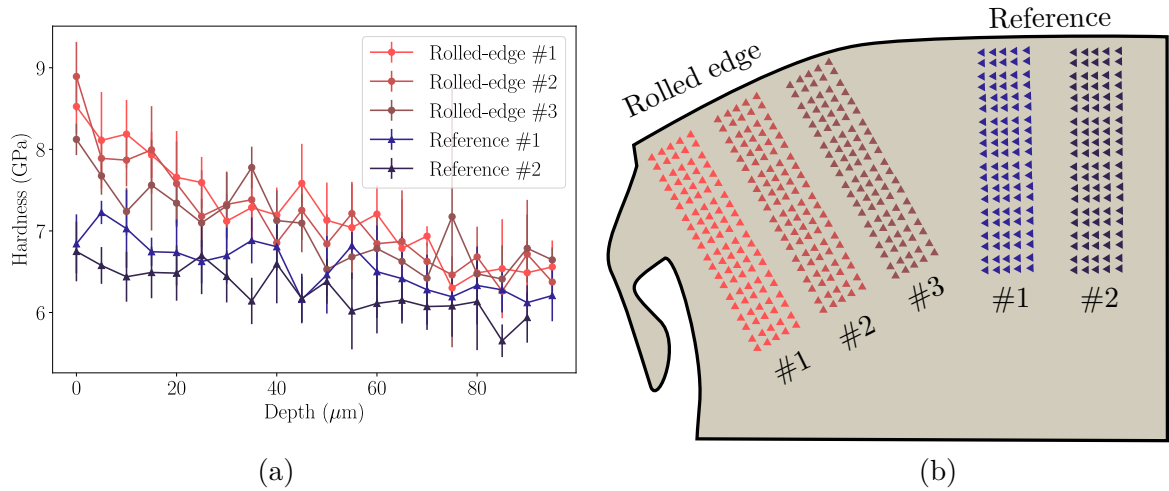 9
8
7
6
0
20
40
60
80
Hardness (GPa)
Depth (μm)
Rolled-edge #1
Rolled-edge #2
Rolled-edge #3
Reference #1
Reference #2
(a)
Rolled edge
Reference
#1
#2
#3
#1
#2
(b)